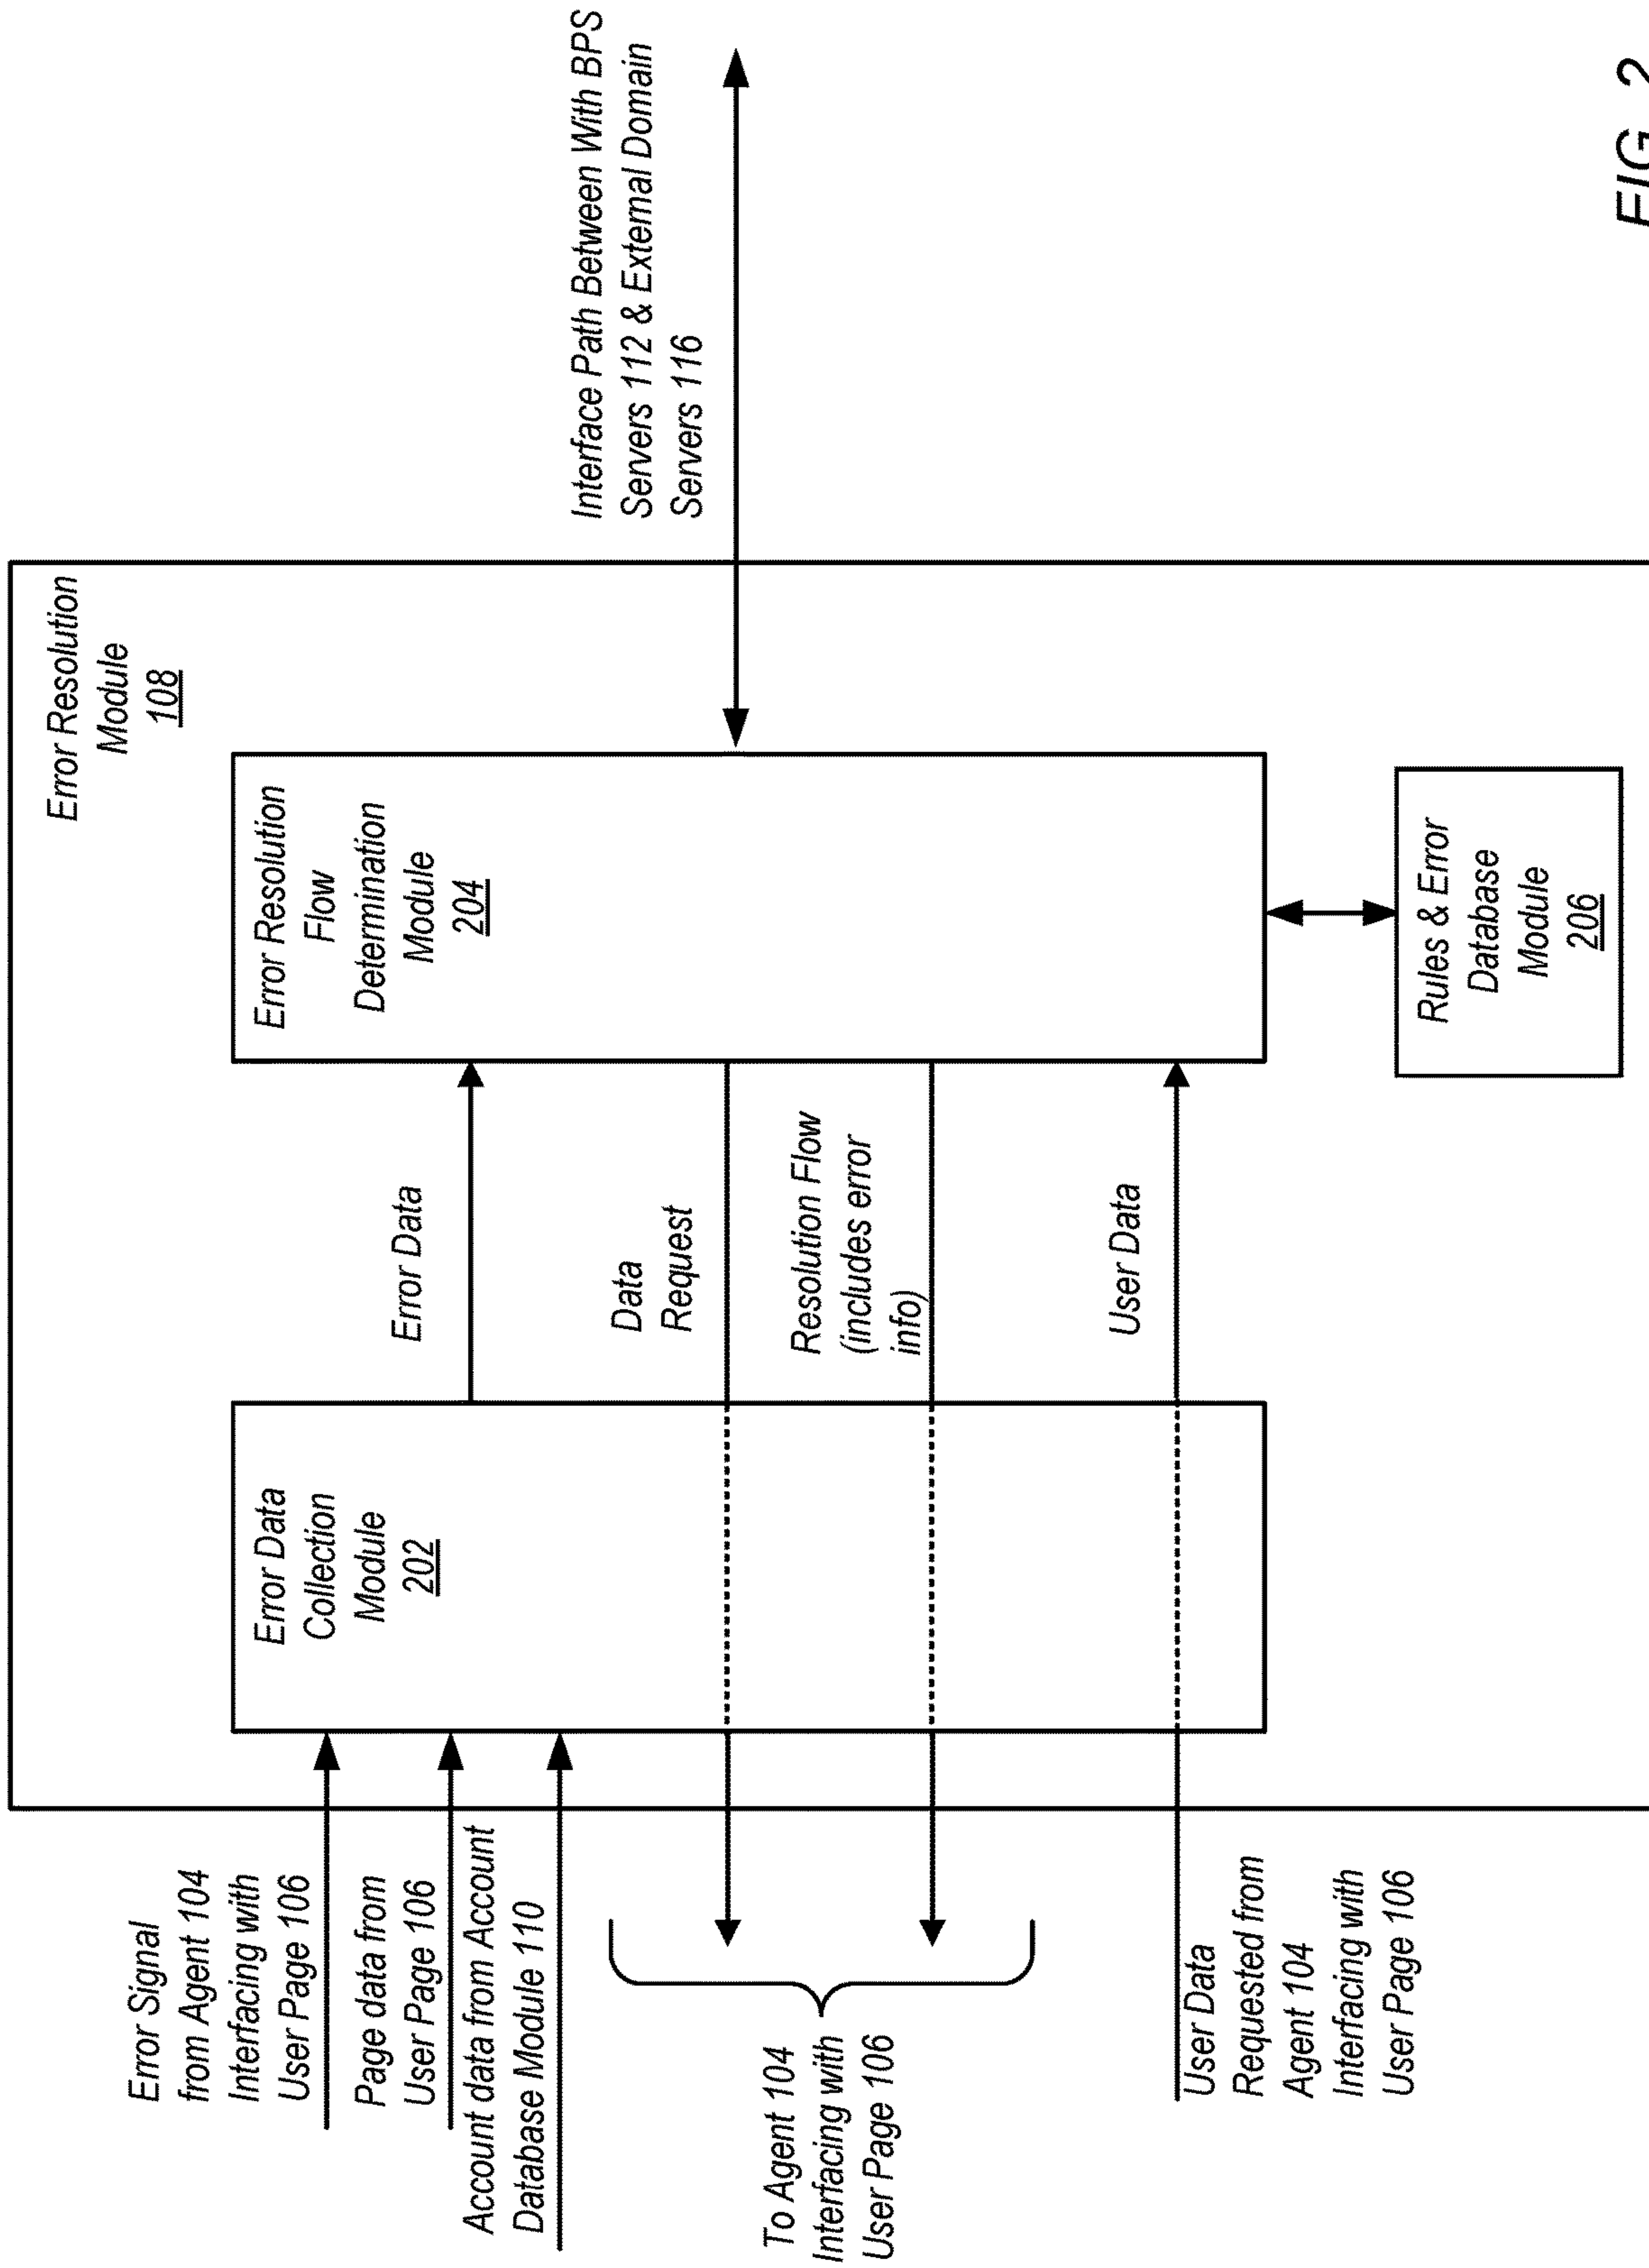 Error Resolution
Module
108
Error Signal
from Agent 104
Interfacing with
User Page 106
Page data from
User Page 106
Account data from Account
Database Module 110
To Agent 104
Interfacing with
User Page 106
User Data
Requested from
Agent 104
Interfacing with
User Page 106
Error Data
Collection
Module
202
Error Data
Data
Request
Resolution Flow
(includes error
info)
User Data
Error Resolution
Flow
Determination
Module
204
Rules & Error
Database
Module
206
Interface Path Between With BPS
Servers 112 & External Domain
Servers 116
FIG. 2